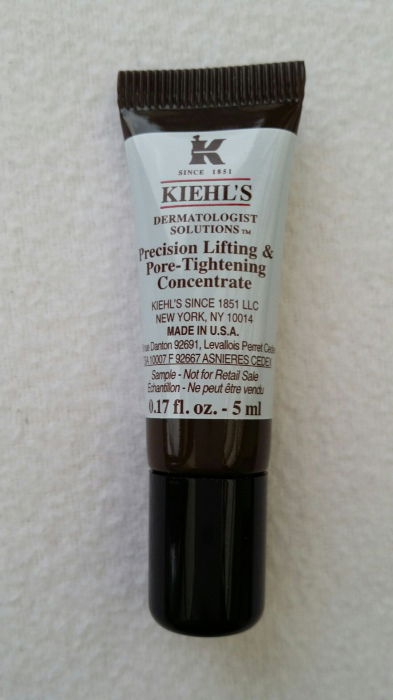 K
SINCE 1851
KIEHL'S
DERMATOLOGIST
SOLUTIONS™
Precision Lifting &
Pore-Tightening
Concentrate
KIEHL'S SINCE 1851 LLC
NEW YORK, NY 10014
MADE IN U.S.A.
Danton 92691, Levallois Perret
10007 F 92667 ASNIERES CEDEX
Sample - Not for Retail Sale
Echantillon - Ne peut être vendu
0.17 fl. oz. - 5 ml